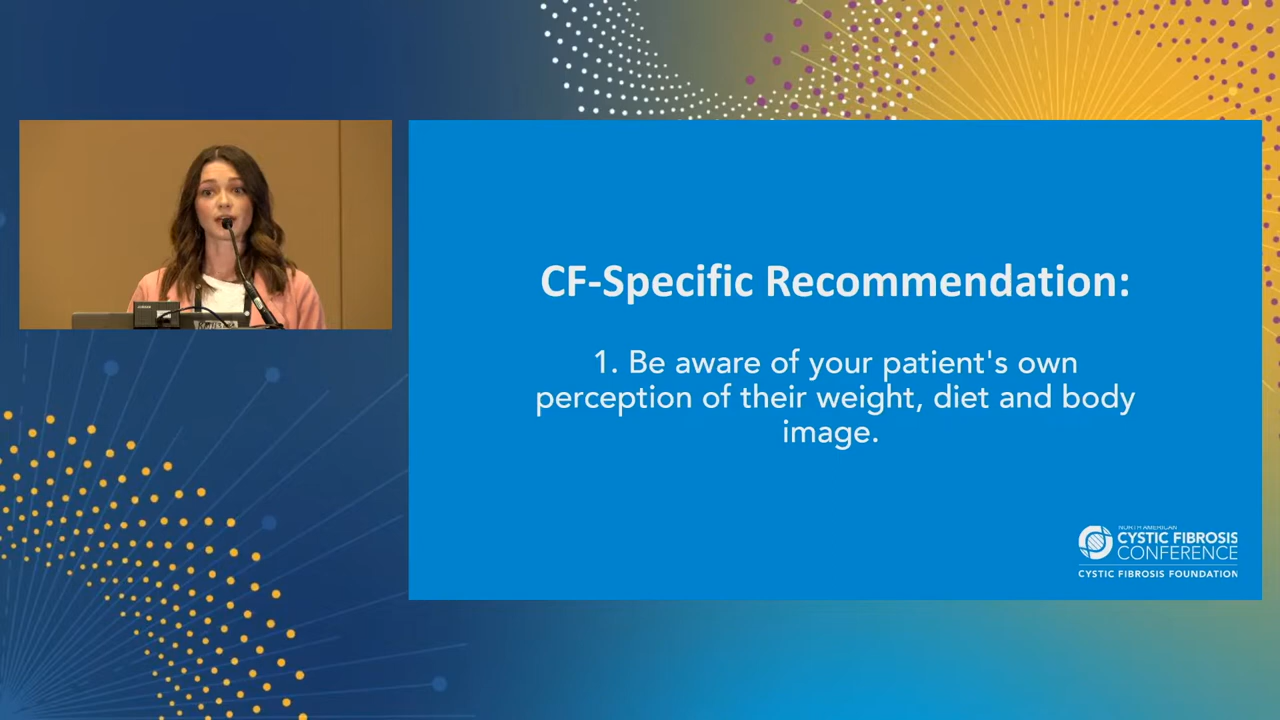 CF-Specific Recommendation:
1. Be aware of your patient's own
perception of their weight, diet and body
image.
NORTH AMERICAN
CYSTIC FIBROSIS
CONFERENCE
CYSTIC FIBROSIS FOUNDATION